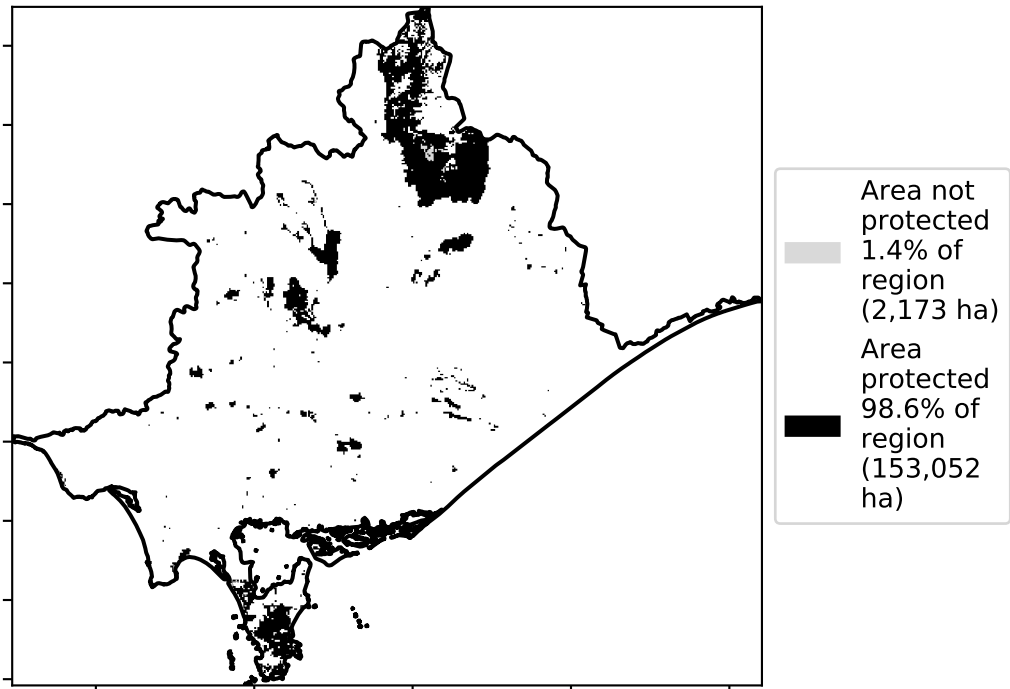 Area not
protected
1.4% of
region
(2,173 ha)
Area
protected
98.6% of
region
(153,052
ha)